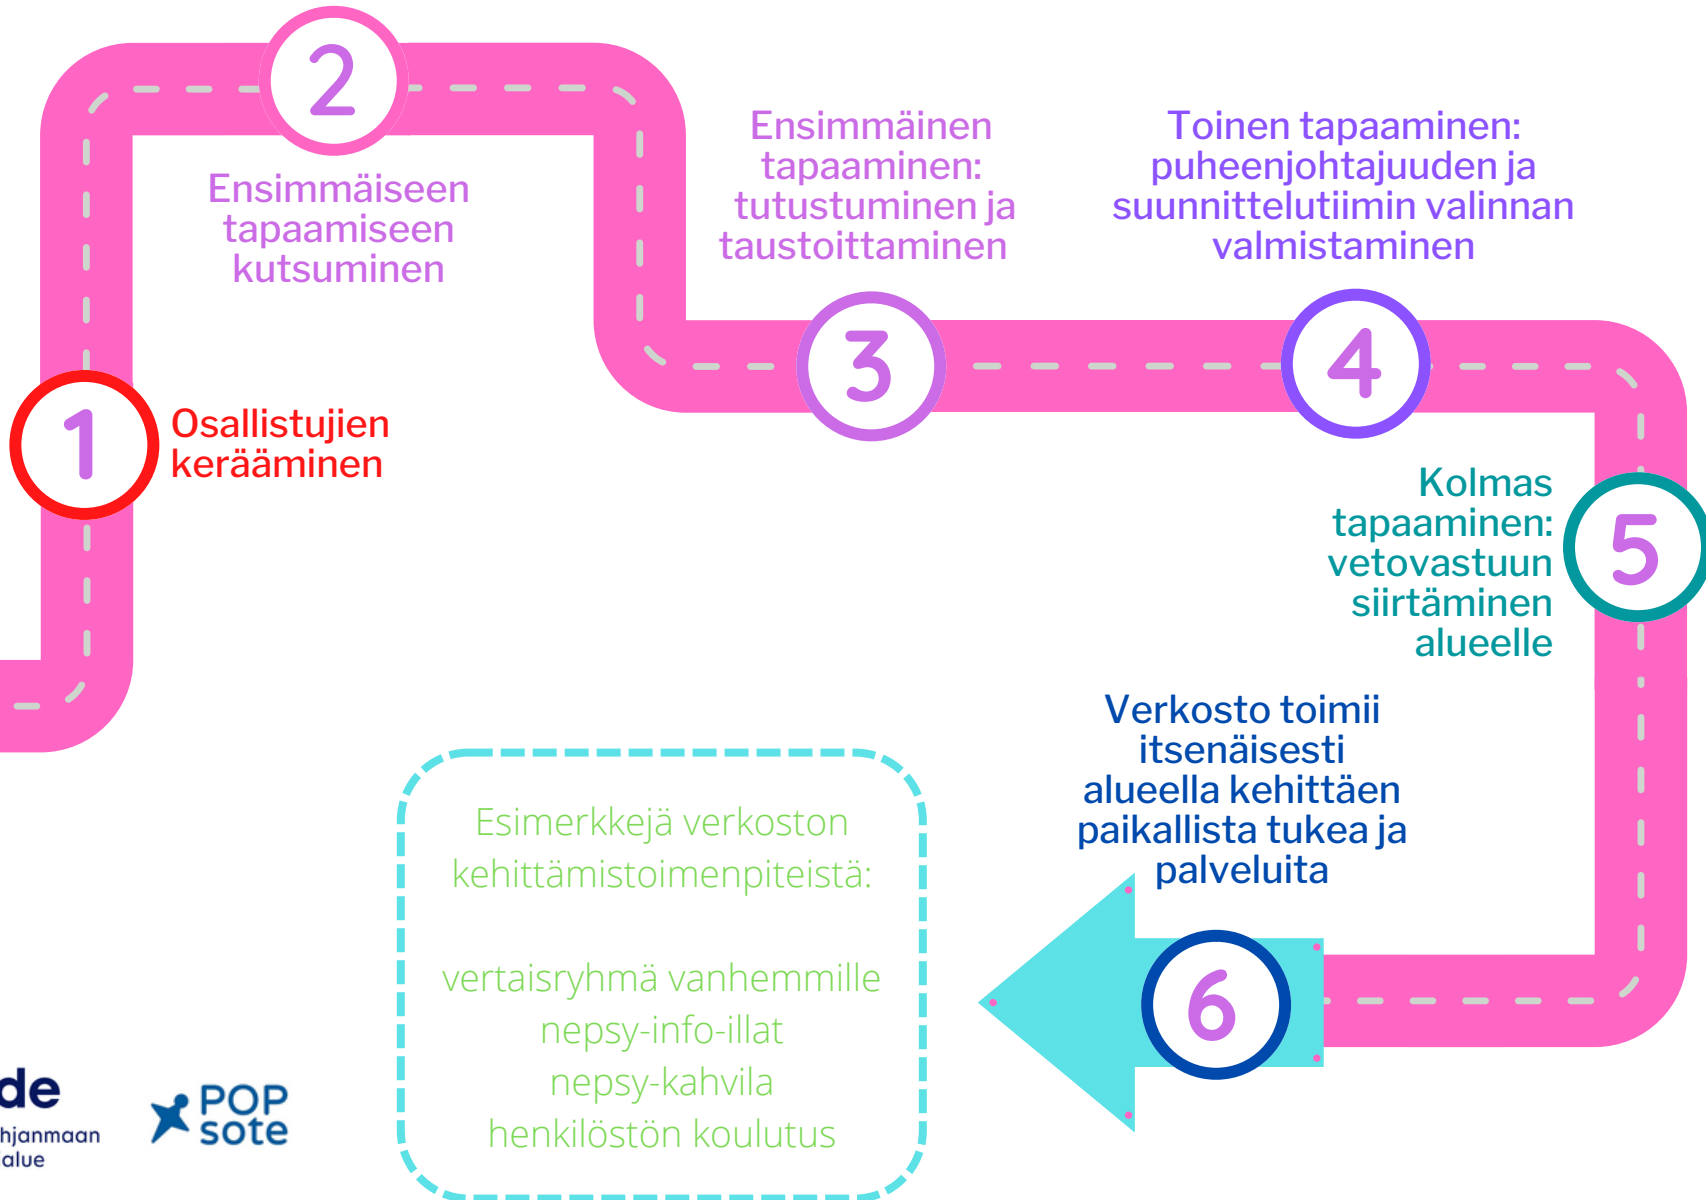 1
Osallistujien
kerääminen
2
Ensimmäiseen
tapaamiseen
kutsuminen
Ensimmäinen
tapaaminen:
tutustuminen ja
taustoittaminen
3
Toinen tapaaminen:
puheenjohtajuuden ja
suunnittelutiimin valinnan
valmistaminen
4
Kolmas
tapaaminen:
vetovastuun
siirtäminen
alueelle
5
Verkosto toimii
itsenäisesti
alueella kehittäen
paikallista tukea ja
palveluita
6
Esimerkkejä verkoston
kehittämistoimenpiteistä:
vertaisryhmä vanhemmille
nepsy-info-illat
nepsy-kahvila
henkilöstön koulutus
de
hjanmaan
alue
POP
sote